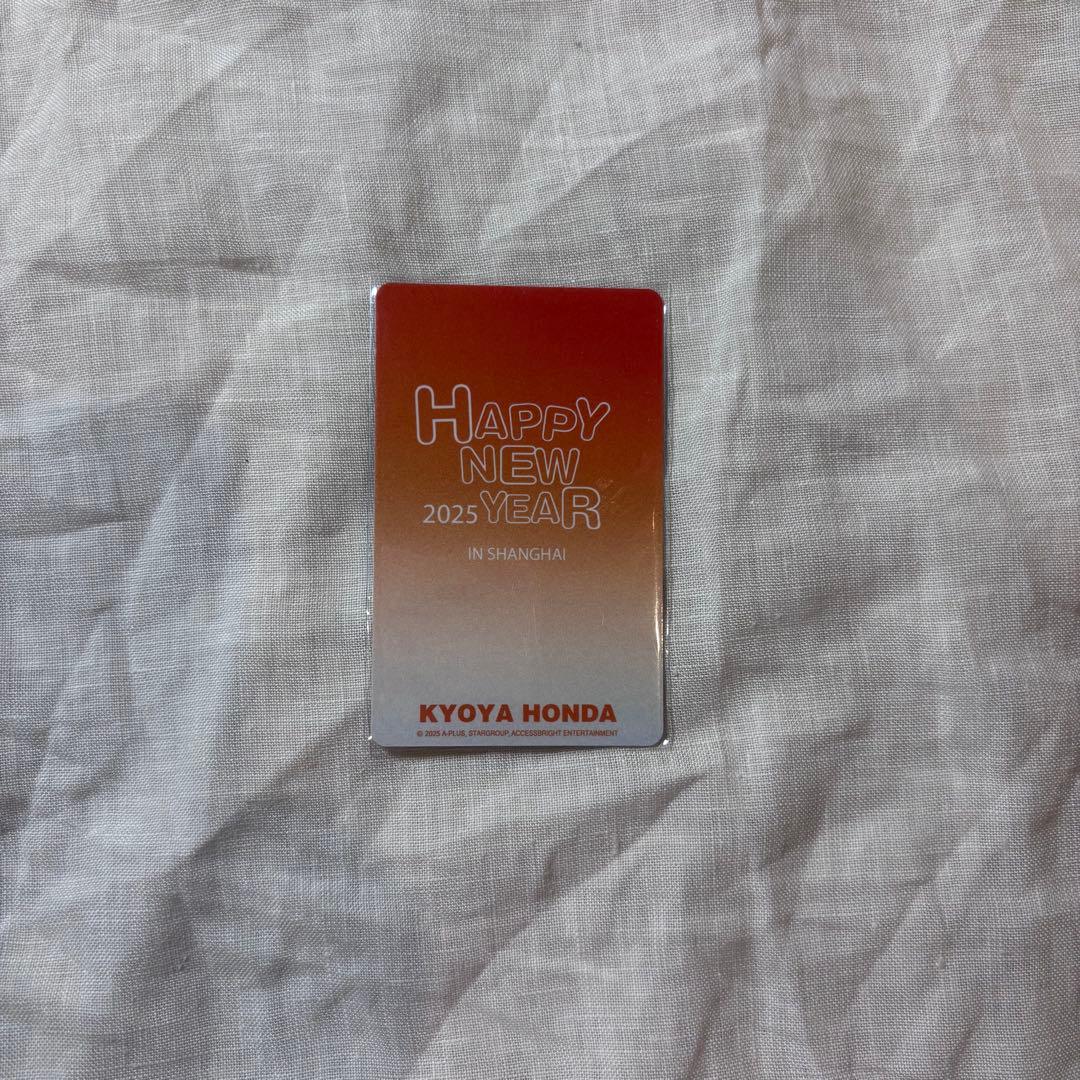 HAPPY
NEW
2025 YEAR
IN SHANGHAI
KYOYA HONDA
© 2025 A-PLUS, STARGROUP, ACCESSBRIGHT ENTERTAINMENT